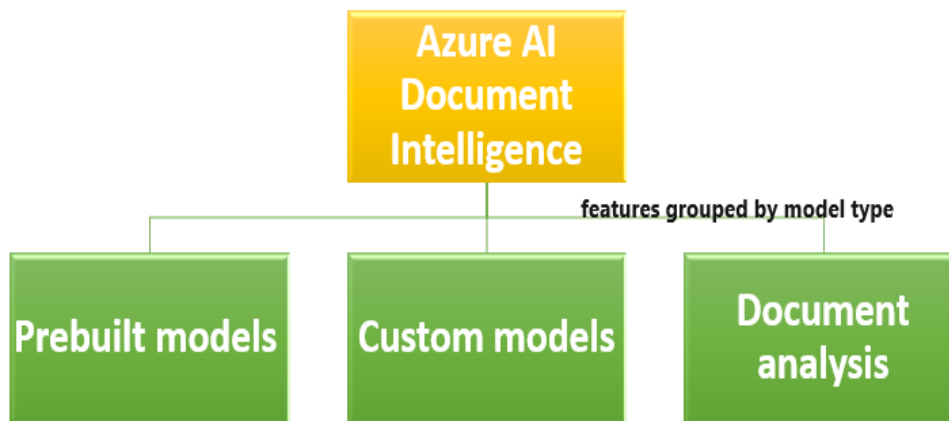 Azure AI
Document
Intelligence
features grouped by model type
Prebuilt models
Custom models
Document
analysis